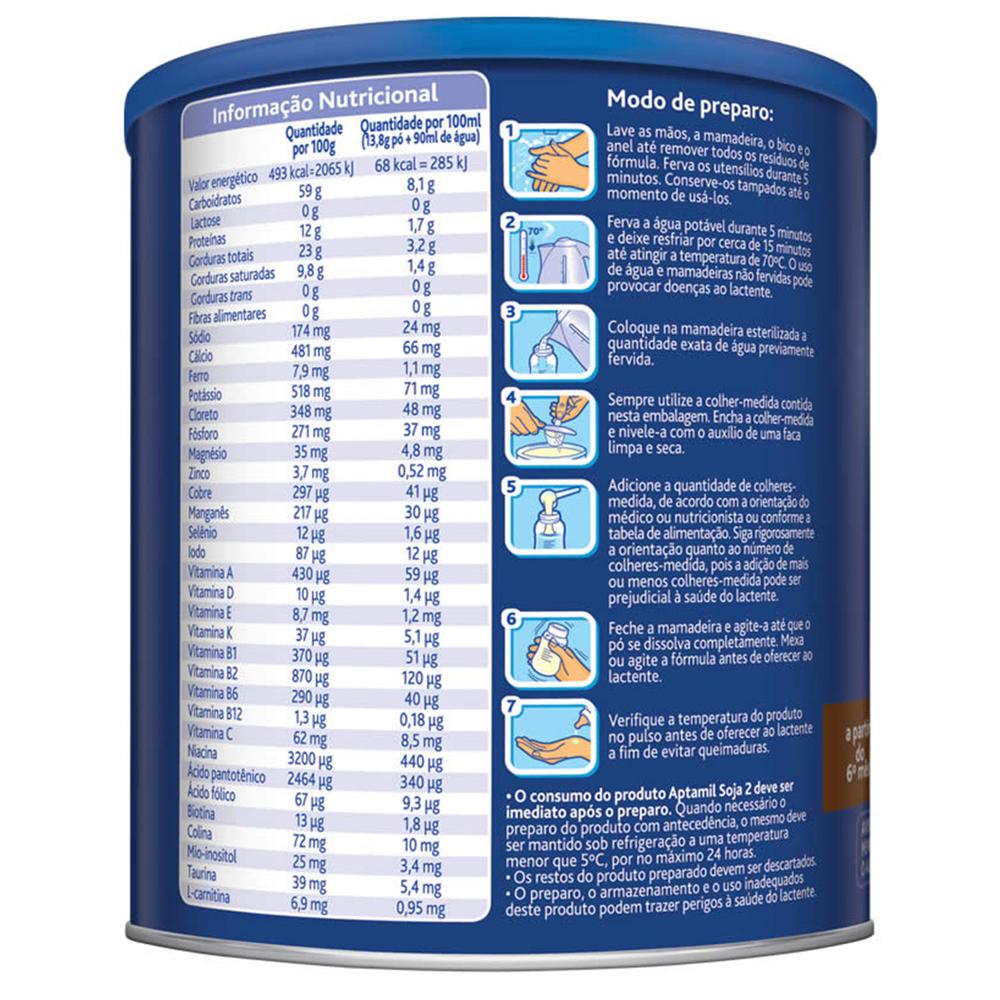 Informação Nutricional
Quantidade por 100g
Quantidade por 100ml (13,8g pó + 90ml de água)
Valor energético 493 kcal=2065 kJ 68 kcal = 285 kJ
Carboidratos 59 g 8,1 g
Lactose 0 g 0 g
Proteínas 12 g 1,7 g
Gorduras totais 23 g 3,2 g
Gorduras saturadas 9,8 g 1,4 g
Gorduras trans 0 g 0 g
Fibras alimentares 0 g 0 g
Sódio 174 mg 24 mg
Cálcio 481 mg 66 mg
Ferro 7,9 mg 1,1 mg
Potássio 518 mg 71 mg
Cloreto 348 mg 48 mg
Fósforo 271 mg 37 mg
Magnésio 35 mg 4,8 mg
Zinco 3,7 mg 0,52 mg
Cobre 297 µg 41 µg
Manganês 217 µg 30 µg
Selênio 12 µg 1,6 µg
Iodo 87 µg 12 µg
Vitamina A 430 µg 59 µg
Vitamina D 10 µg 1,4 µg
Vitamina E 8,7 mg 1,2 mg
Vitamina K 37 µg 5,1 µg
Vitamina B1 370 µg 51 µg
Vitamina B2 870 µg 120 µg
Vitamina B6 290 µg 40 µg
Vitamina B12 1,3 µg 0,18 µg
Vitamina C 62 mg 8,5 mg
Niacina 3200 µg 440 µg
Ácido pantotênico 2464 µg 340 µg
Ácido fólico 67 µg 9,3 µg
Biotina 13 µg 1,8 µg
Colina 72 mg 10 mg
Mio-inositol 25 mg 3,4 mg
Taurina 39 mg 5,4 mg
L-carnitina 6,9 mg 0,95 mg
Modo de preparo:
1
Lave as mãos, a mamadeira, o bico e o
anel até remover todos os resíduos de
fórmula. Ferva os utensílios durante 5
minutos. Conserve-os tampados até o
momento de usá-los.
2
70°
Ferva a água potável durante 5 minutos
e deixe resfriar por cerca de 15 minutos
até atingir a temperatura de 70ºC. O uso
de água e mamadeiras não fervidas pode
provocar doenças ao lactente.
3
Coloque na mamadeira esterilizada a
quantidade exata de água previamente
fervida.
4
Sempre utilize a colher-medida contida
nesta embalagem. Encha a colher-medida
e nivele-a com o auxílio de uma faca
limpa e seca.
5
Adicione a quantidade de colheres-
medida, de acordo com a orientação do
médico ou nutricionista ou conforme a
tabela de alimentação. Siga rigorosamente
a orientação quanto ao número de
colheres-medida, pois a adição de mais
ou menos colheres-medida pode ser
prejudicial à saúde do lactente.
6
Feche a mamadeira e agite-a até que o
pó se dissolva completamente. Mexa
ou agite a fórmula antes de oferecer ao
lactente.
7
Verifique a temperatura do produto
no pulso antes de oferecer ao lactente
a fim de evitar queimaduras.
• O consumo do produto Aptamil Soja 2 deve ser
imediato após o preparo. Quando necessário o
preparo do produto com antecedência, o mesmo deve
ser mantido sob refrigeração a uma temperatura
menor que 5ºC, por no máximo 24 horas.
• Os restos do produto preparado devem ser descartados.
• O preparo, o armazenamento e o uso inadequados
deste produto podem trazer perigos à saúde do lactente.
a part
do
6º mê